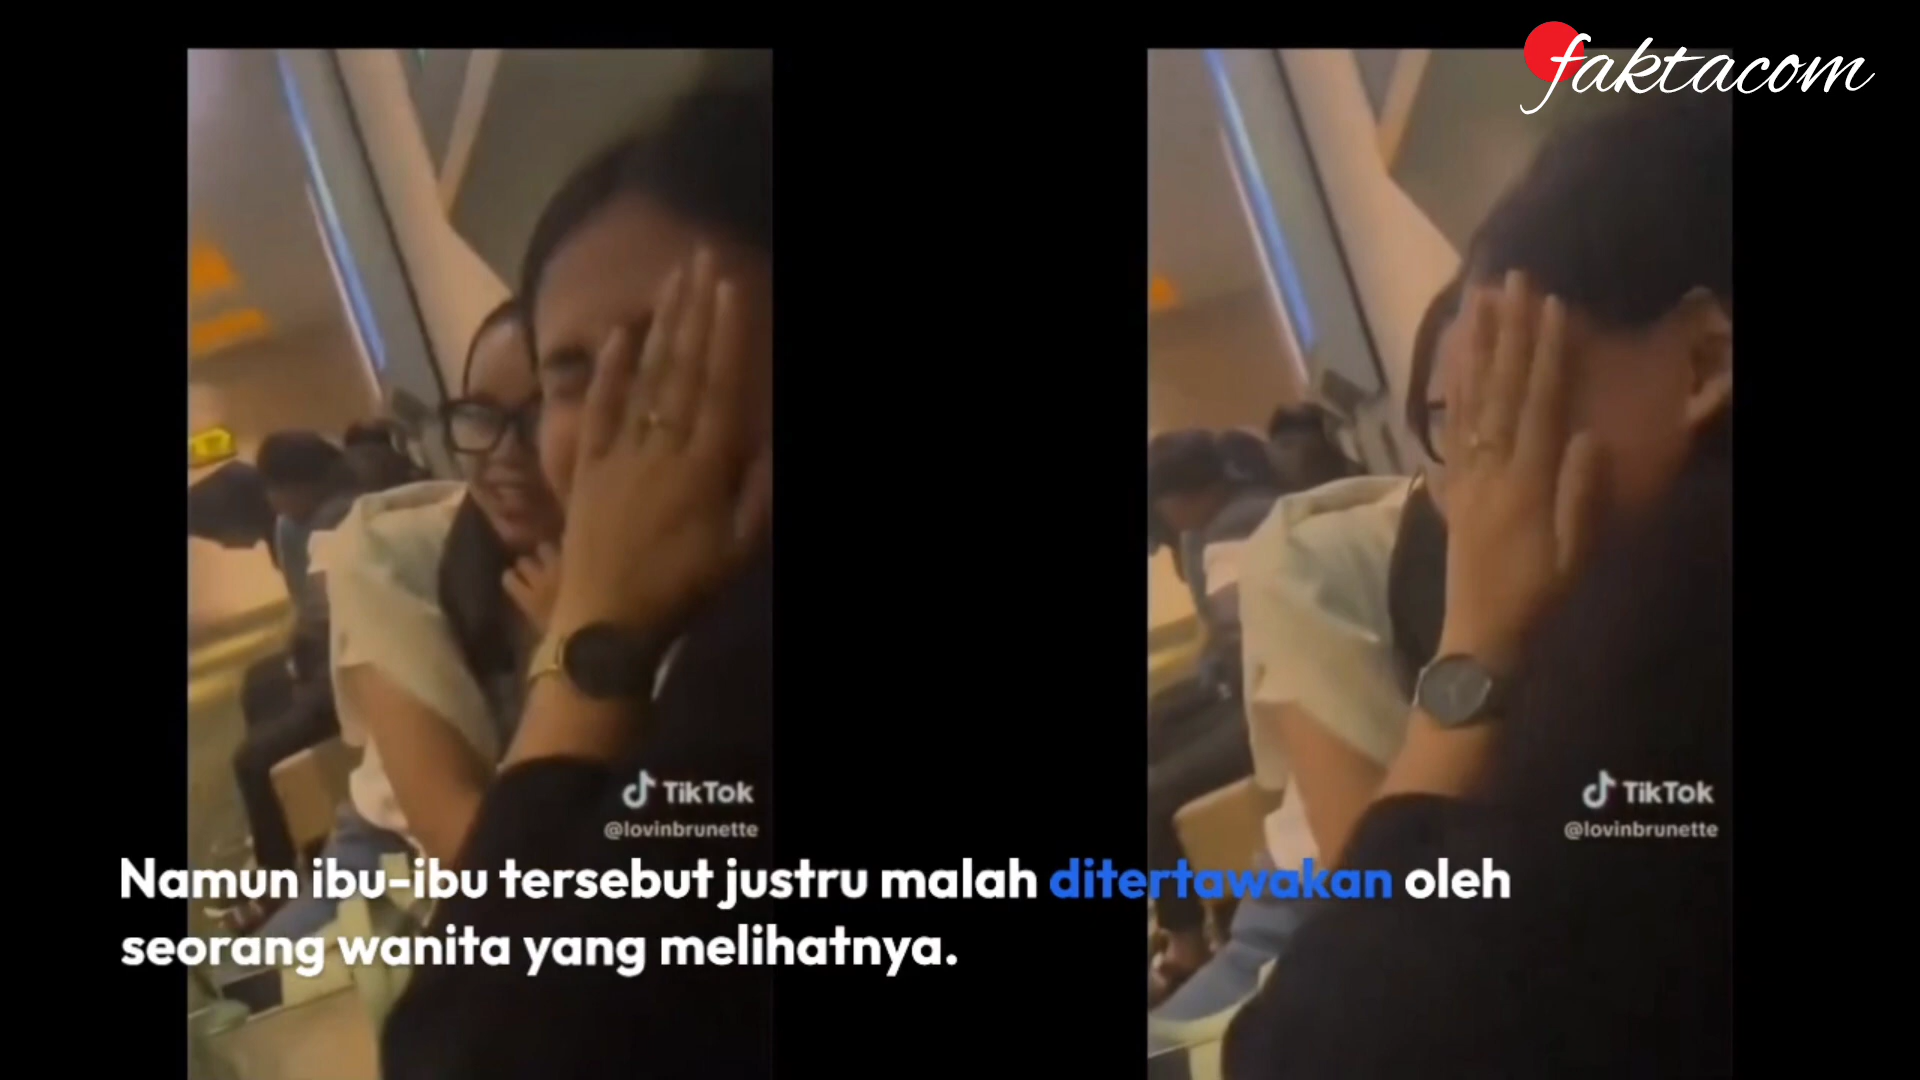 faktacom
TikTok
@lovinbrunette
TikTok
@lovinbrunette
Namun ibu-ibu tersebut justru malah ditertawakan oleh
seorang wanita yang melihatnya.